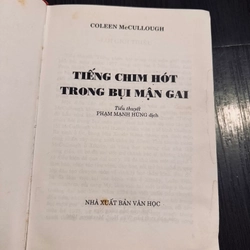 COLEEN McCULLOUGH
TIẾNG CHIM HÓT
TRONG BỤI MẬN GAI
Tiểu thuyết
PHẠM MẠNH HÙNG dịch
NHÀ XUẤT BẢN VĂN HỌC